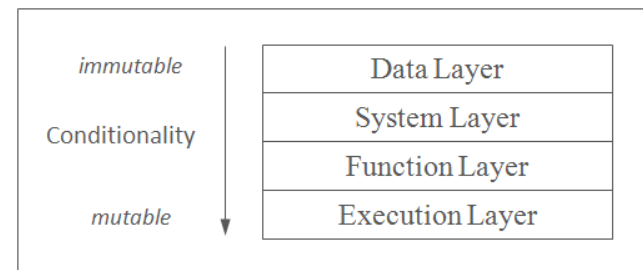 immutable
Conditionality
mutable
Data Layer
System Layer
Function Layer
Execution Layer